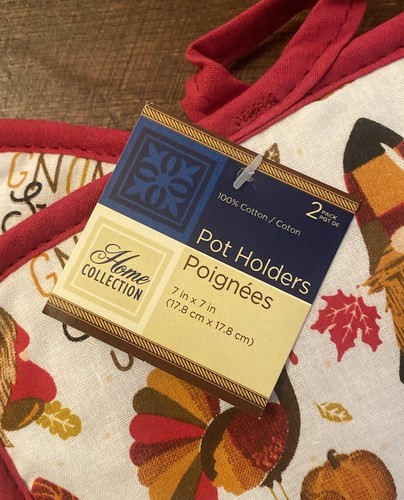 GNOM
&
100% Cotton / Coton
2 PACK
PQT DE
Pot Holders
Poignées
7 in x 7 in
(17.8 cm x 17.8 cm)
Home
COLLECTION